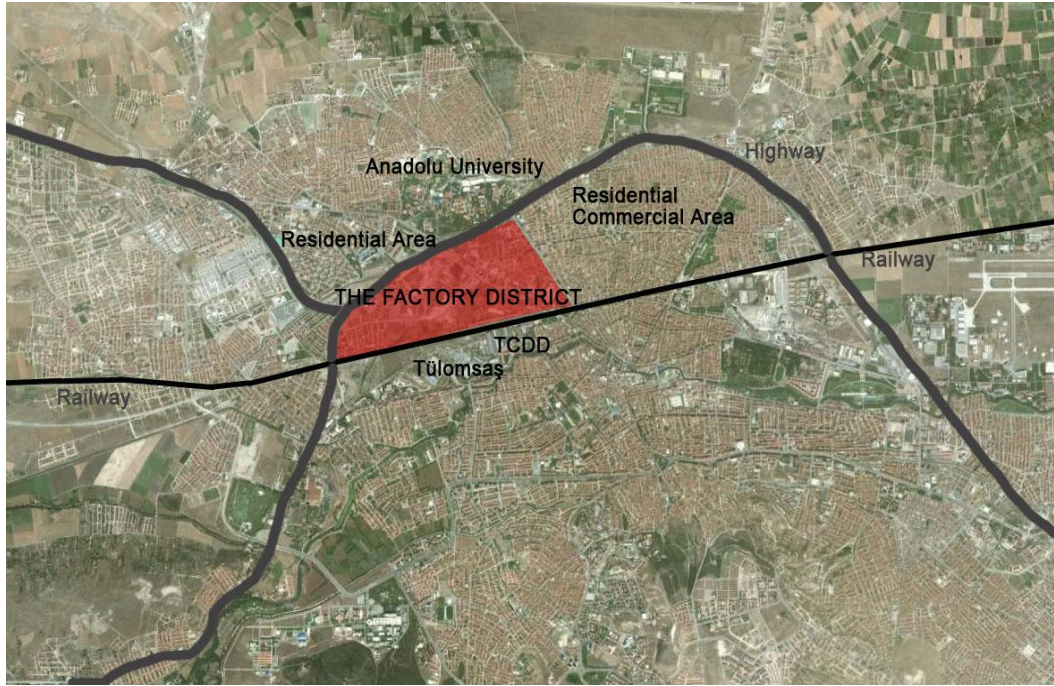 Highway
Anadolu University
Residential
Commercial Area
Residential Area
Railway
THE FACTORY DISTRICT
TCDD
Tülomsaş
Railway